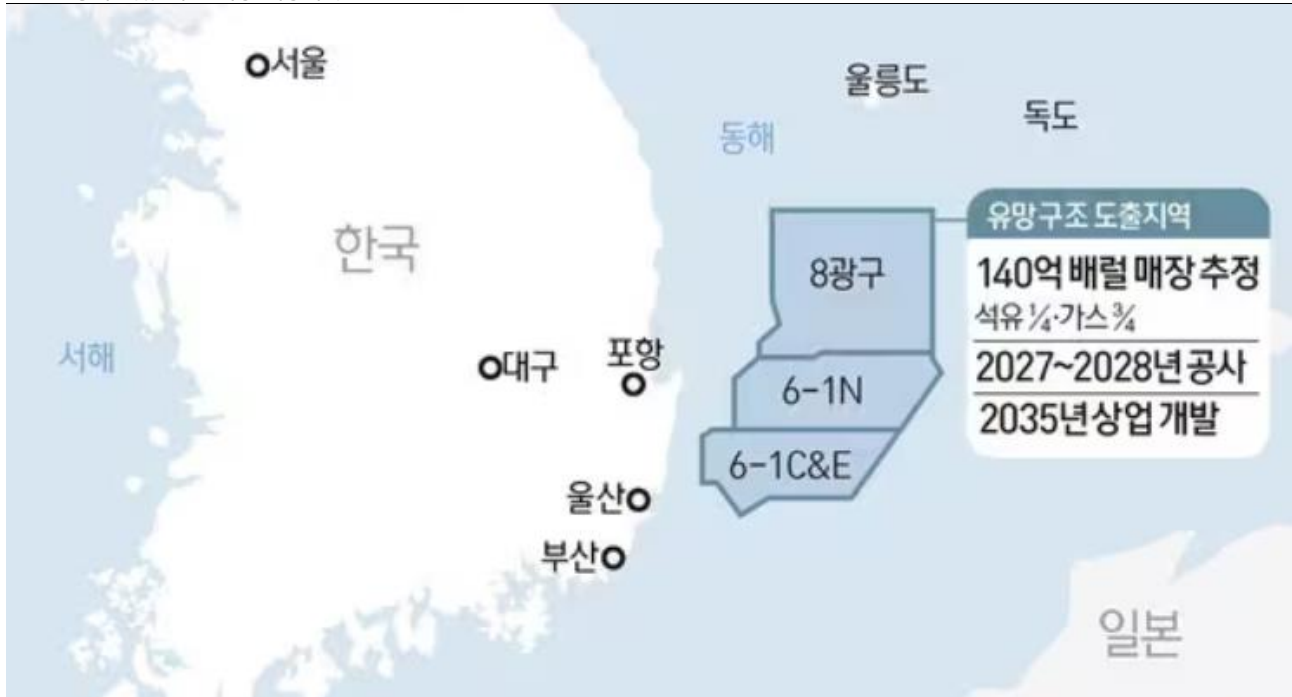 서울
울릉도
독도
동해
유망구조 도출지역
한국
8광구
140억 배럴 매장 추정
석유 ¼·가스 ¾
서해
대구
포항
2027~2028년 공사
6-1N
2035년 상업 개발
6-1C&E
울산
부산
일본